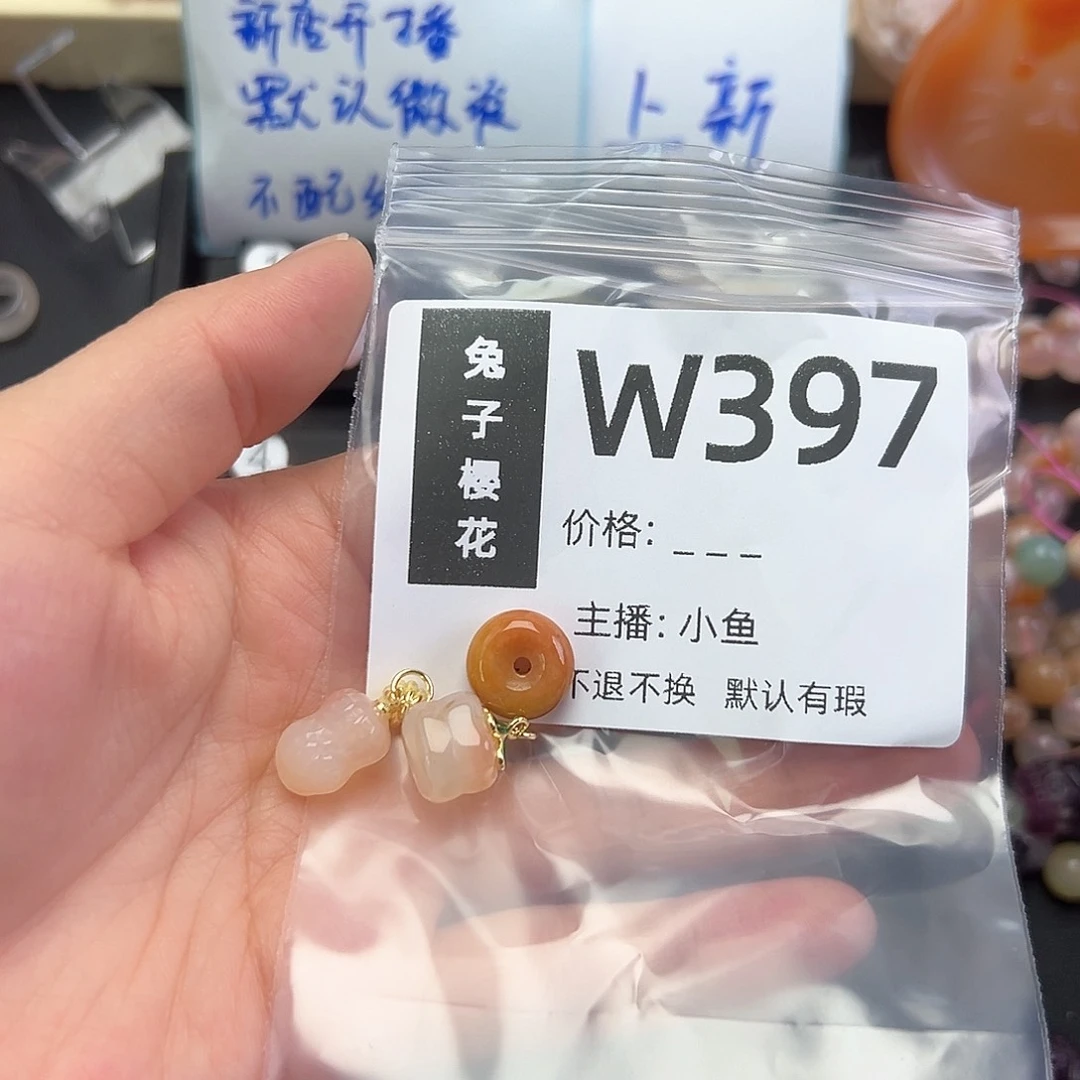 新店开播
默认微瑕
不配
上新
兔子樱花
W397
价格: _ _ _
主播: 小鱼
不退不换 默认有瑕
4